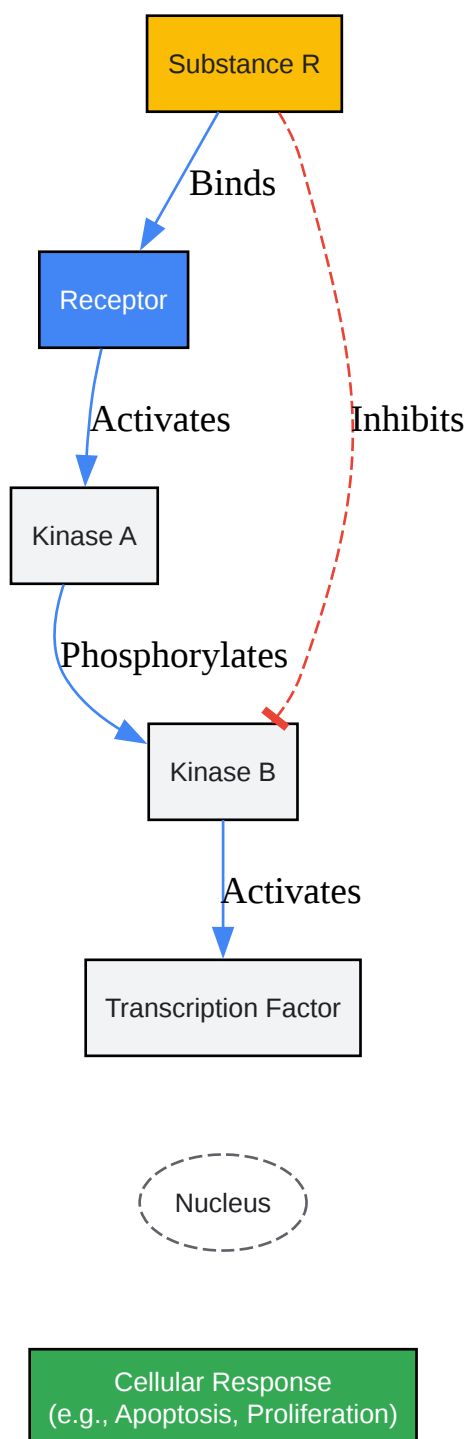 Substance R
Binds
Receptor
Activates
Inhibits
Kinase A
Phosphorylates
Kinase B
Activates
Transcription Factor
Nucleus
Cellular Response
(e.g., Apoptosis, Proliferation)